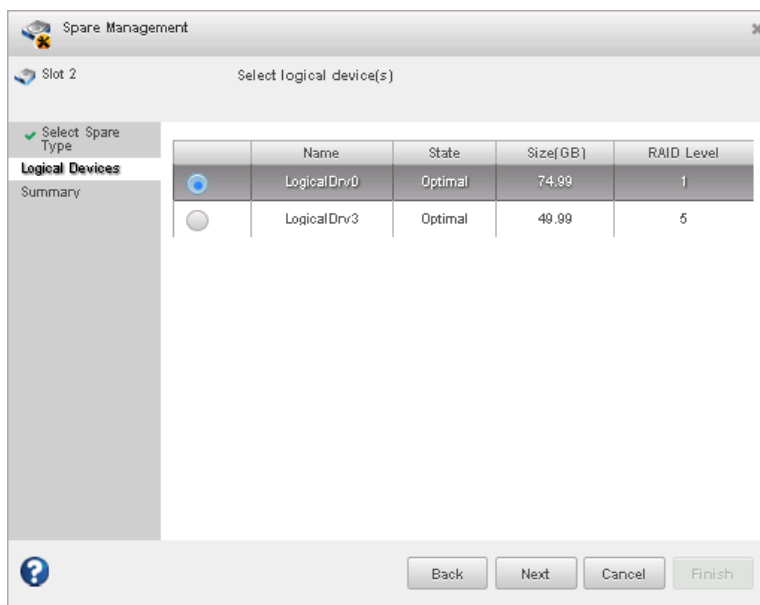 Spare Management
Slot 2
Select logical device(s)
Select Spare
Type
Logical Devices
Summary
Name State Size(GB) RAID Level
LogicalDrv0 Optimal 74.99 1
LogicalDrv3 Optimal 49.99 5
Back Next Cancel Finish